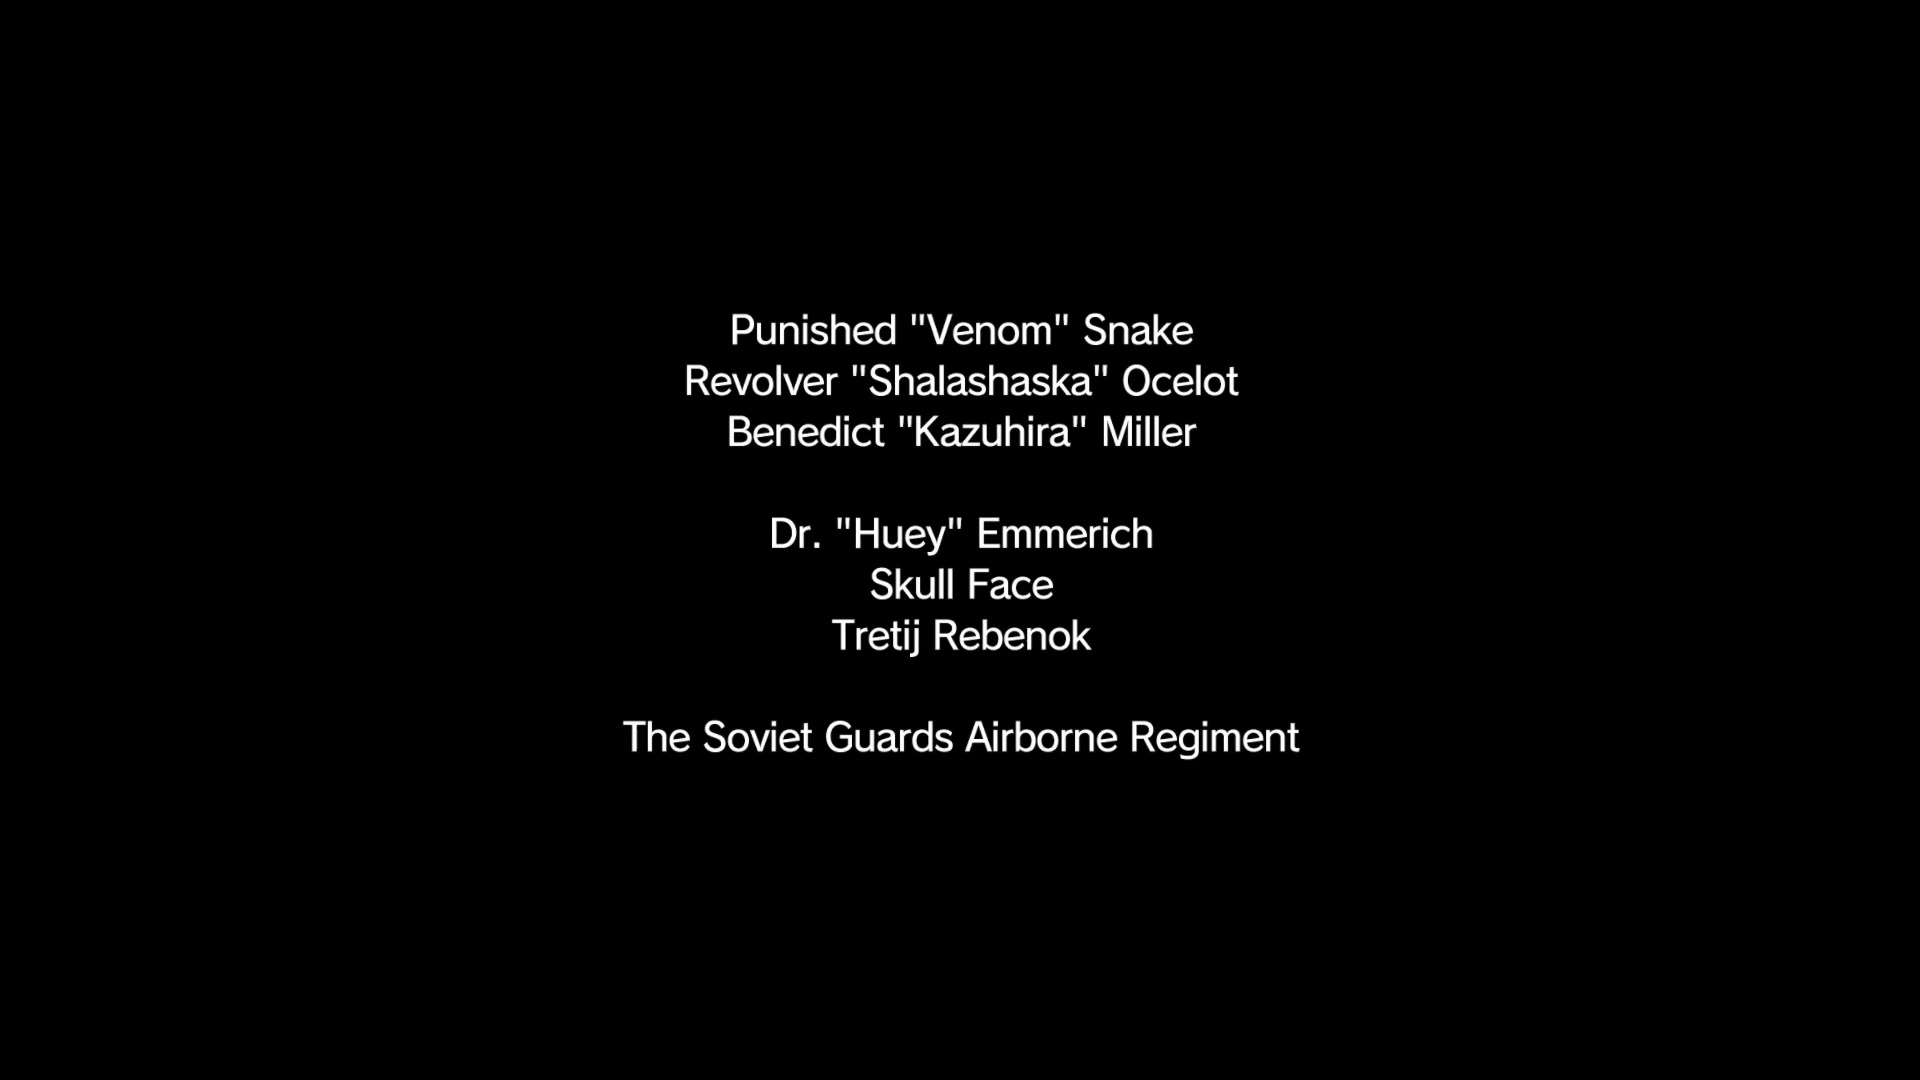 Punished "Venom" Snake
Revolver "Shalashaska" Ocelot
Benedict "Kazuhira" Miller
Dr. "Huey" Emmerich
Skull Face
Tretij Rebenok
The Soviet Guards Airborne Regiment